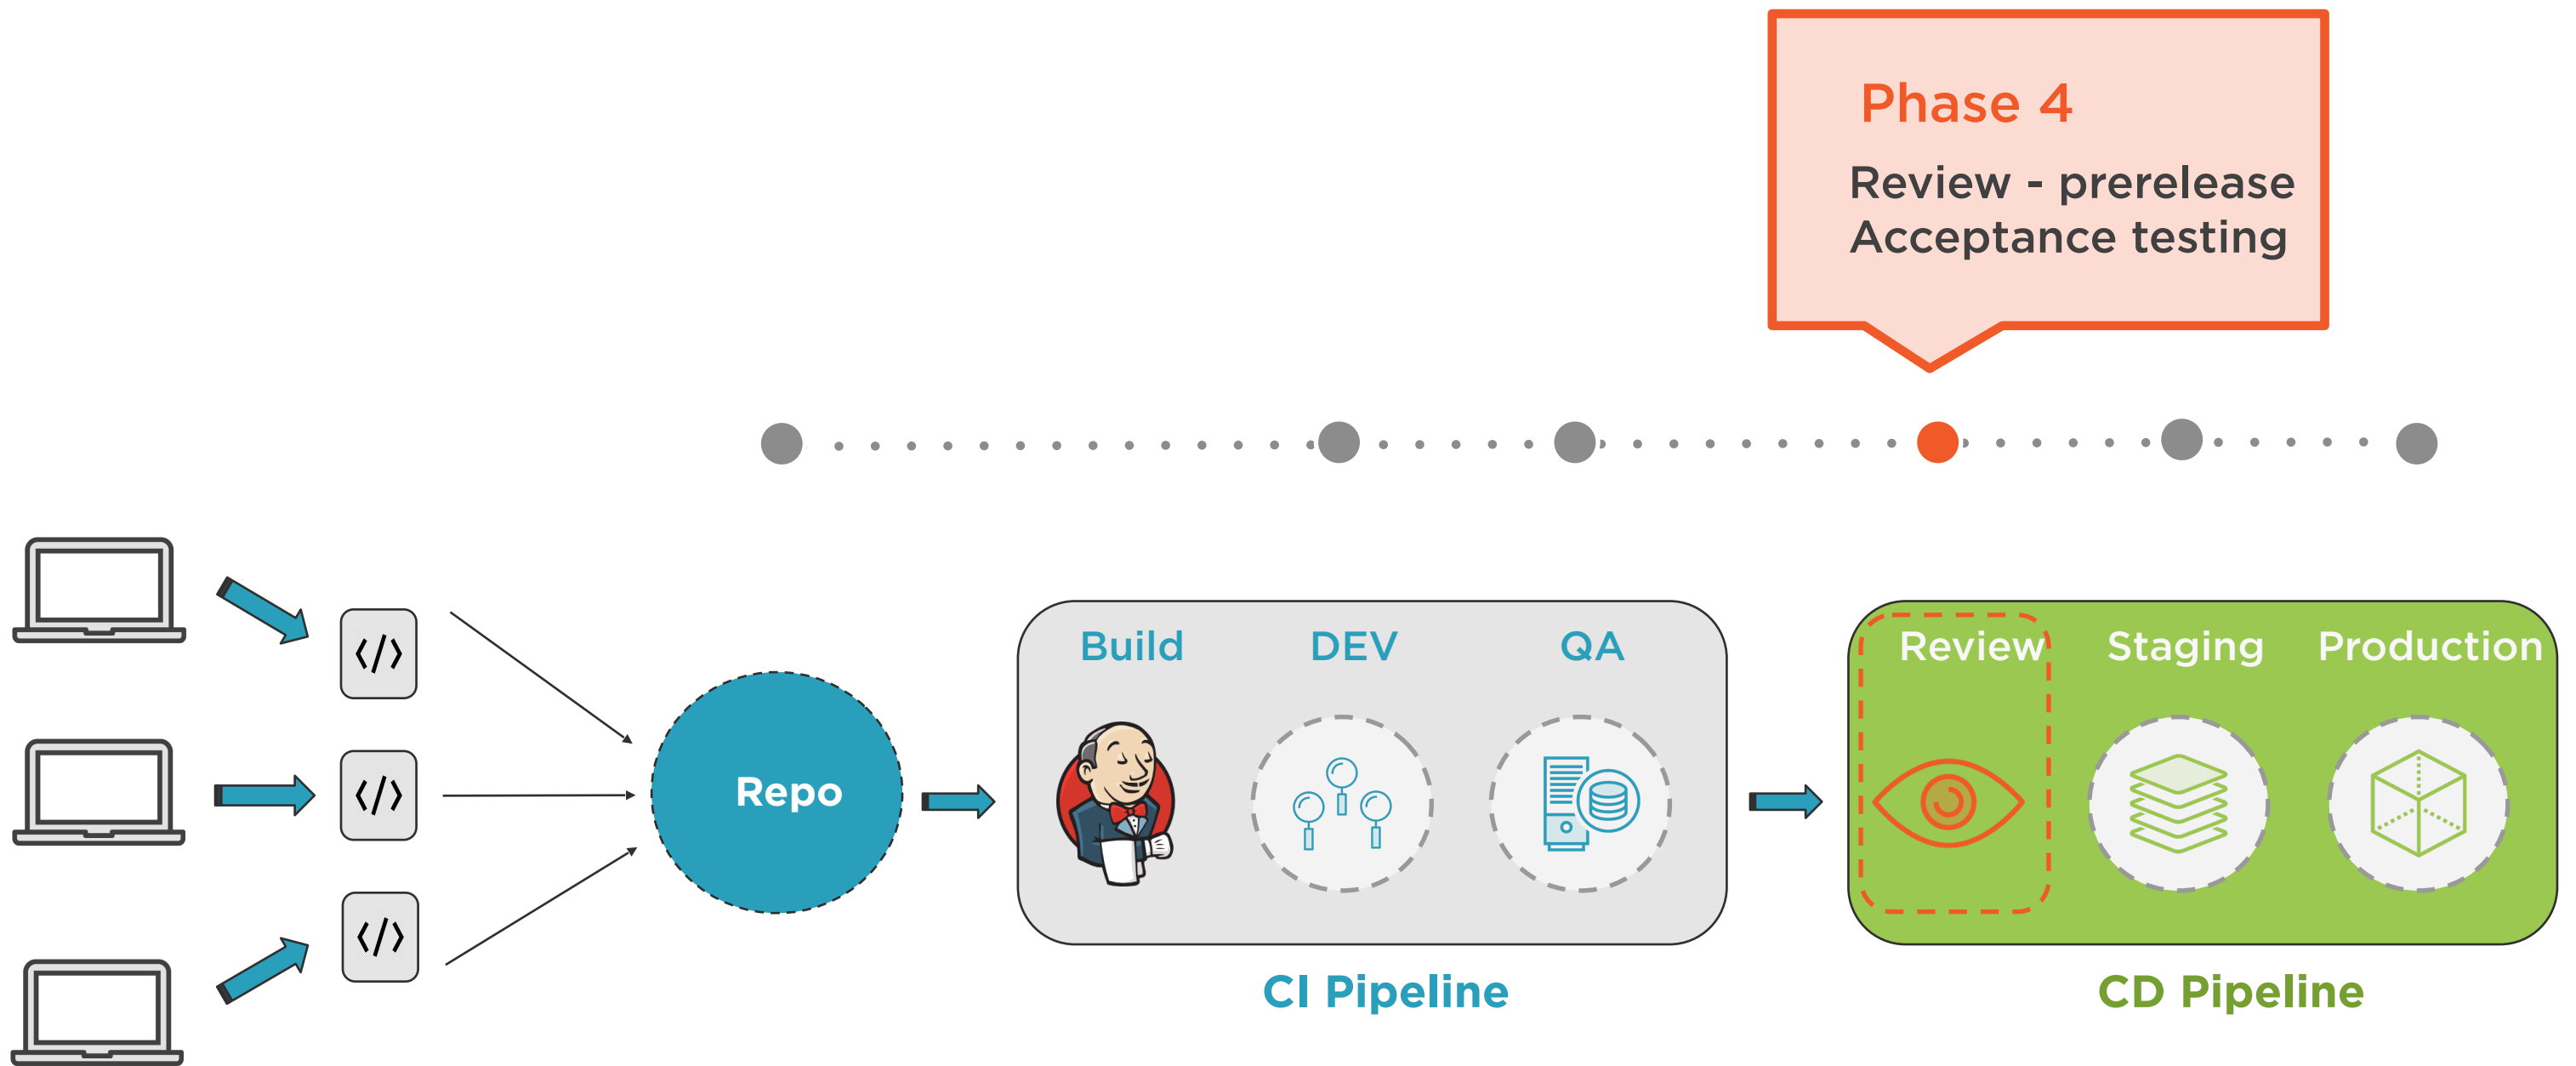 Phase 4
Review - prerelease
Acceptance testing
</>
</>
</>
Repo
Build DEV QA
CI Pipeline
Review Staging Production
CD Pipeline